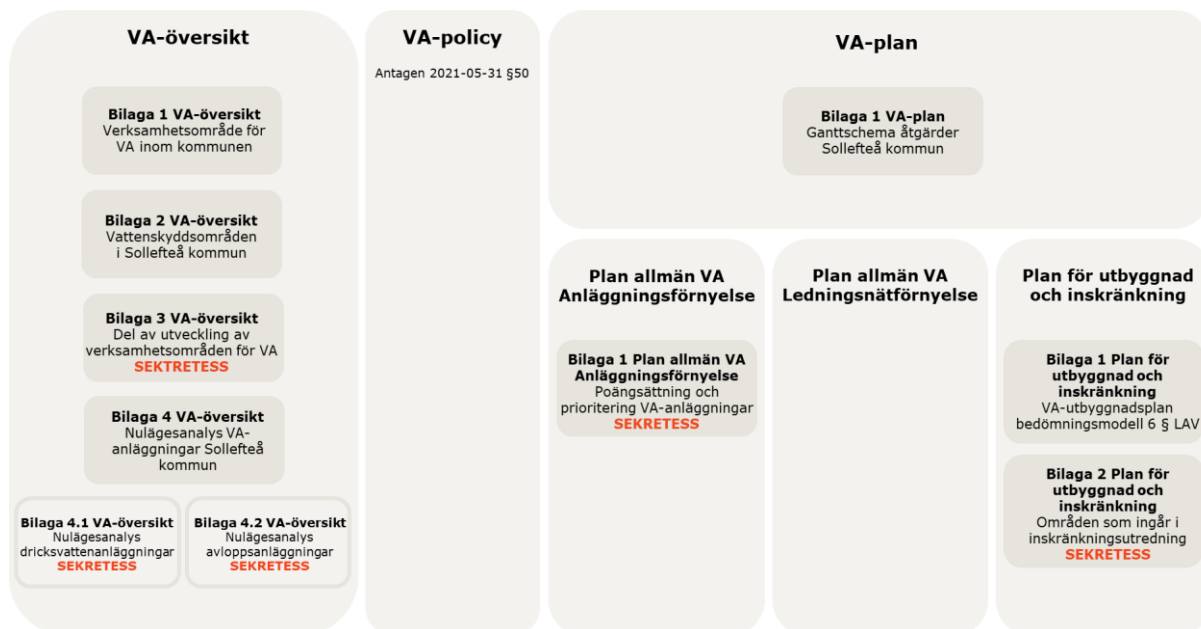 VA-översikt
Bilaga 1 VA-översikt
Verksamhetsområde för
VA inom kommunen
Bilaga 2 VA-översikt
Vattenskyddsområden
i Sollefteå kommun
Bilaga 3 VA-översikt
Del av utveckling av
verksamhetsområden för VA
SEKTRETESS
Bilaga 4 VA-översikt
Nulägesanalys VA-
anläggningar Sollefteå
kommun
Bilaga 4.1 VA-översikt
Nulägesanalys
dricksvattenanläggningar
SEKRETESS
Bilaga 4.2 VA-översikt
Nulägesanalys
avloppsanläggningar
SEKRETESS
VA-policy
Antagen 2021-05-31 §50
VA-plan
Bilaga 1 VA-plan
Ganttschema åtgärder
Sollefteå kommun
Plan allmän VA
Anläggningsförnyelse
Bilaga 1 Plan allmän VA
Anläggningsförnyelse
Poängsättning och
prioritering VA-anläggningar
SEKRETESS
Plan allmän VA
Ledningsnätförnyelse
Plan för utbyggnad
och inskränkning
Bilaga 1 Plan för
utbyggnad och
inskränkning
VA-utbyggnadsplan
bedömningsmodell 6 § LAV
Bilaga 2 Plan för
utbyggnad och
inskränkning
Områden som ingår i
inskränkningsutredning
SEKRETESS